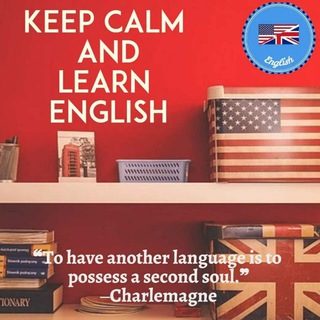 KEEP CALM
AND
LEARN
ENGLISH
English
TIONARY
“To have another language is to
possess a second soul.”
–Charlemagne